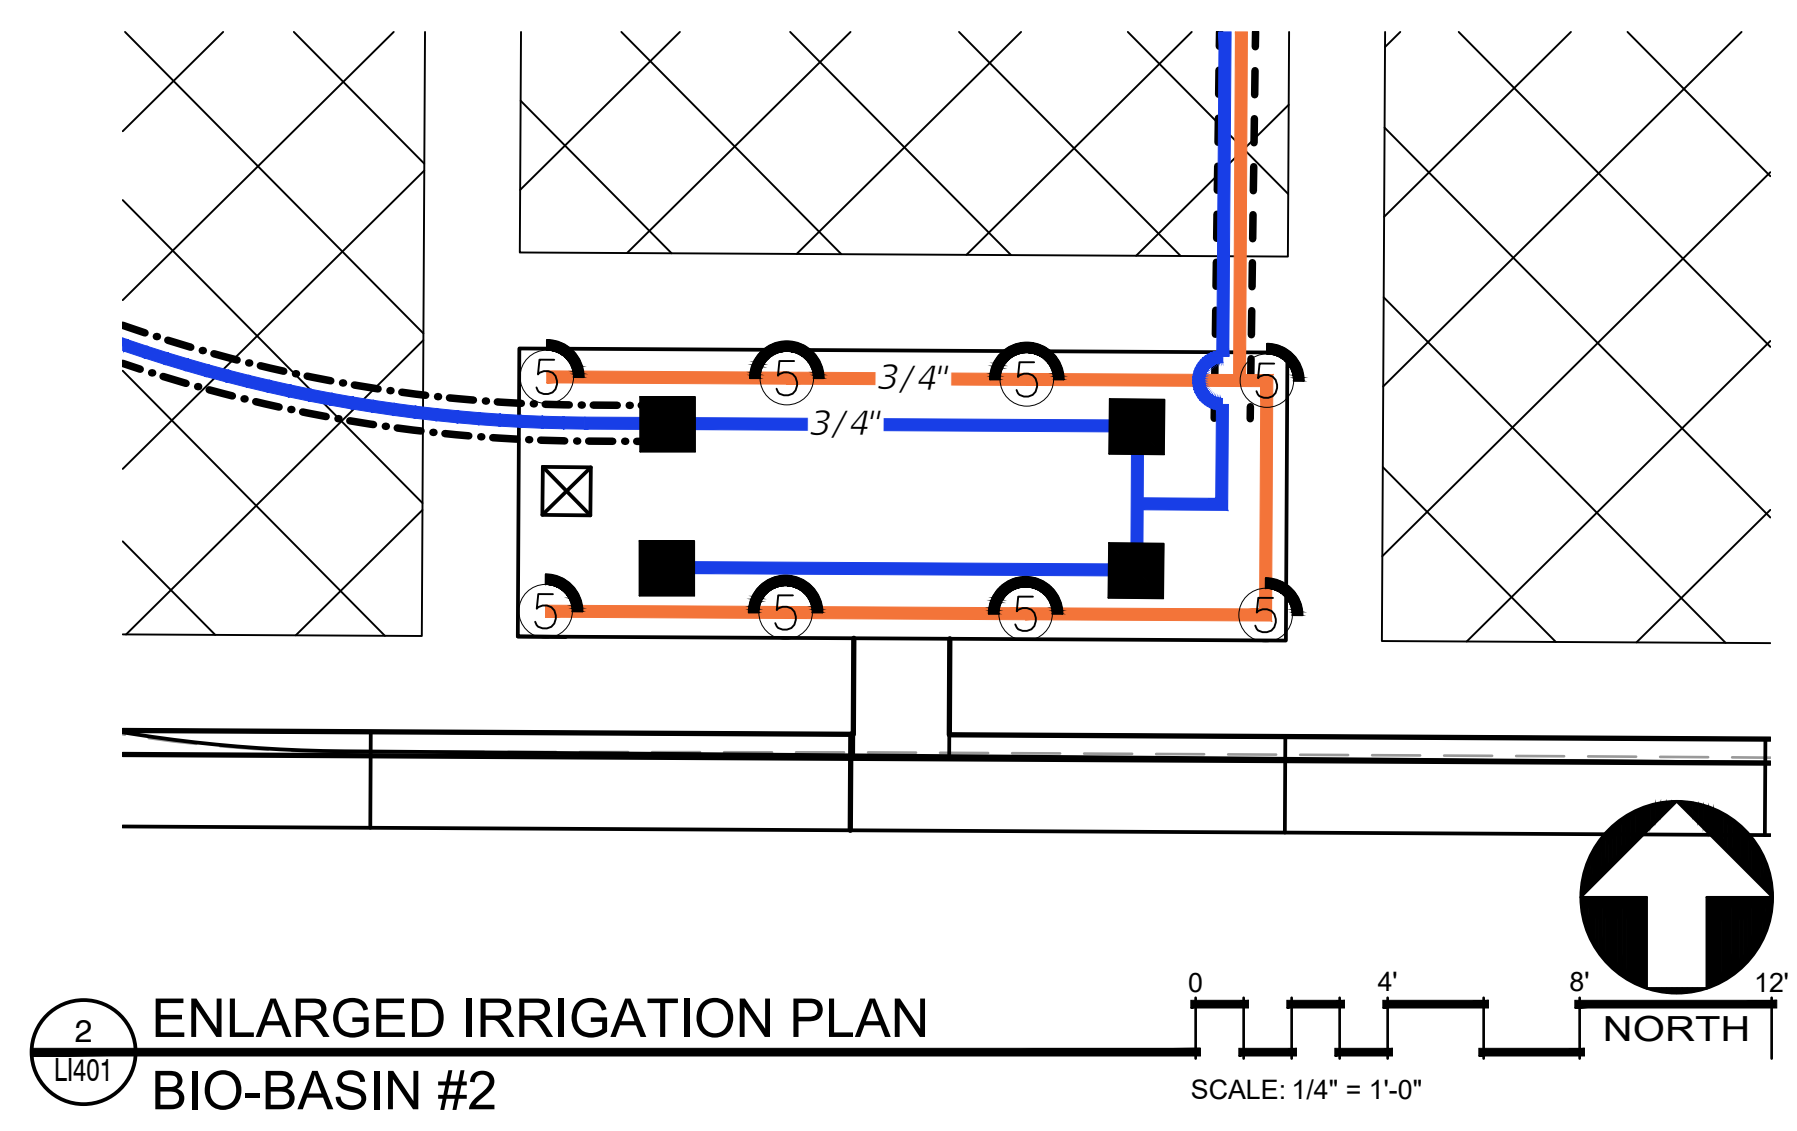 5 5 5 5
3/4"
3/4"
5 5 5 5
2
LI401
ENLARGED IRRIGATION PLAN
BIO-BASIN #2
0 4' 8' 12'
SCALE: 1/4" = 1'-0"
NORTH